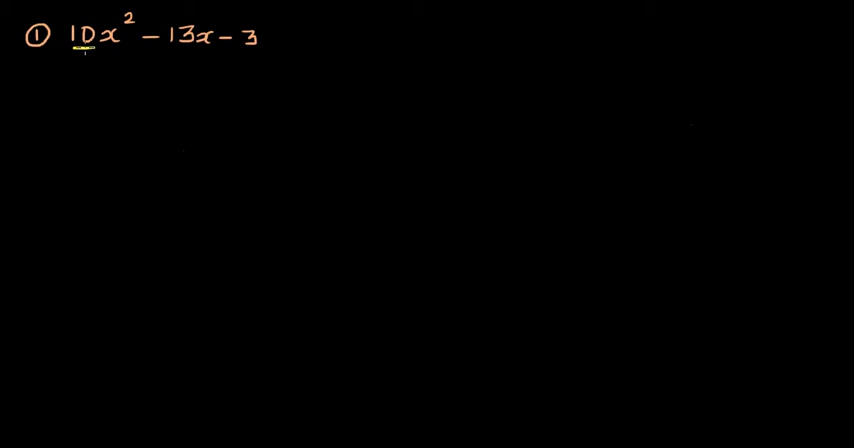 ① 10x² - 13x - 3